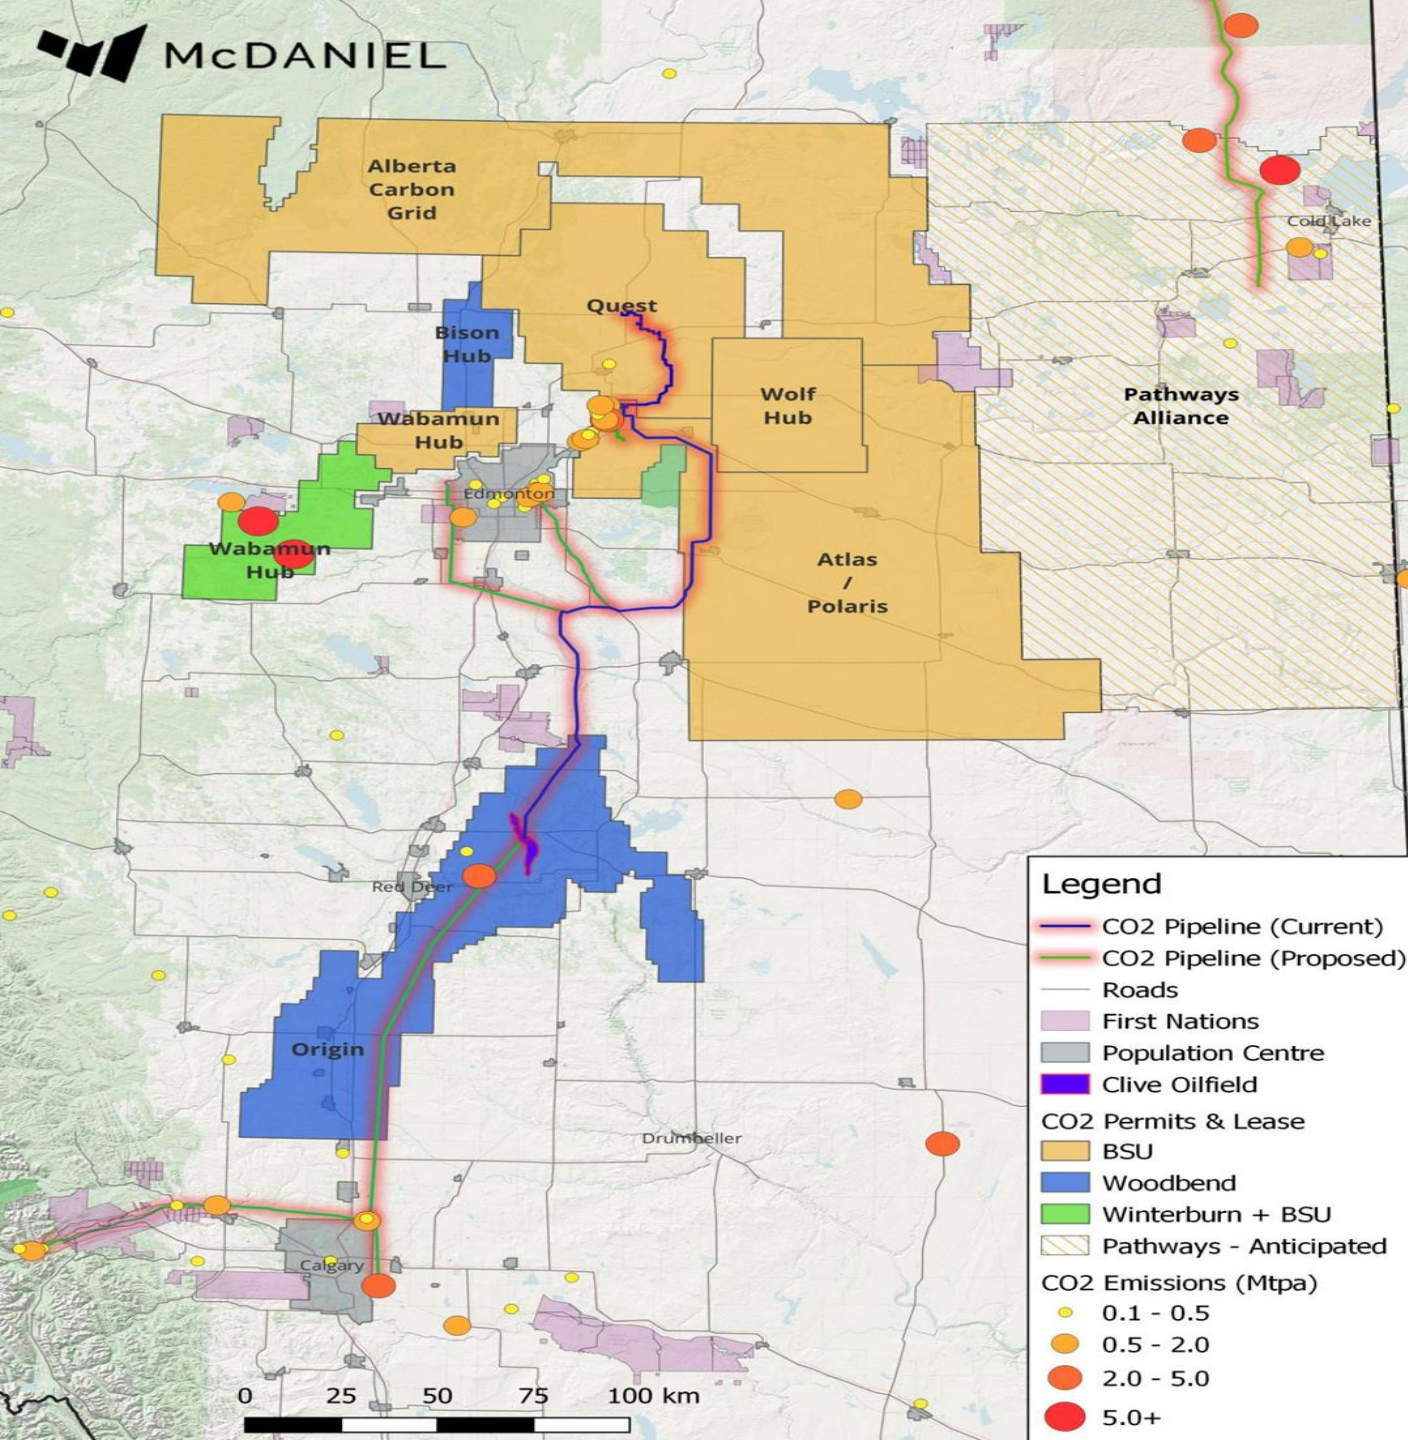 McDANIEL
Alberta
Carbon
Grid
Cold Lake
Quest
Bison
Hub
Wolf
Hub
Pathways
Alliance
Wabamun
Hub
Edmonton
Wabamun
Hub
Atlas
/
Polaris
Red Deer
Origin
Drumheller
Calgary
0 25 50 75 100 km
Legend
CO2 Pipeline (Current)
CO2 Pipeline (Proposed)
Roads
First Nations
Population Centre
Clive Oilfield
CO2 Permits & Lease
BSU
Woodbend
Winterburn + BSU
Pathways - Anticipated
CO2 Emissions (Mtpa)
0.1 - 0.5
0.5 - 2.0
2.0 - 5.0
5.0+